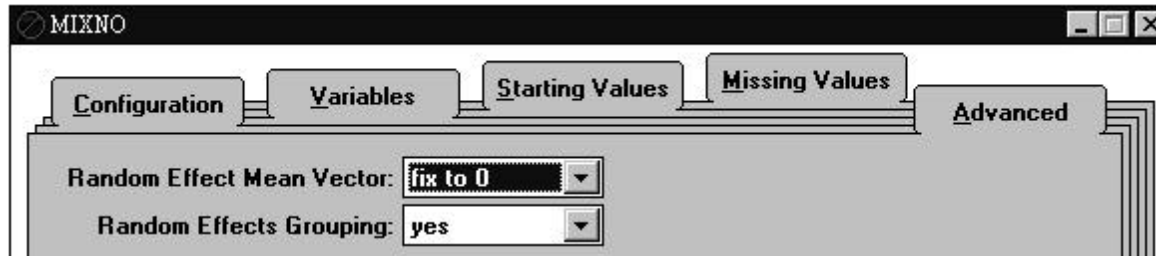 MIXNO
Configuration Variables Starting Values Missing Values Advanced
Random Effect Mean Vector: fix to 0
Random Effects Grouping: yes